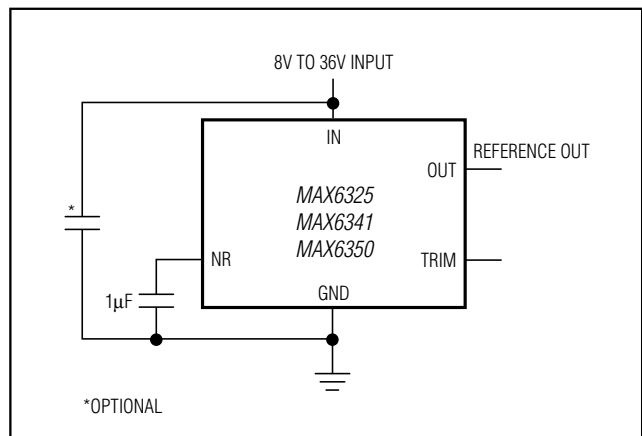 8V TO 36V INPUT
IN
REFERENCE OUT
OUT
MAX6325
MAX6341
MAX6350
*
NR
TRIM
GND
1μF
*OPTIONAL